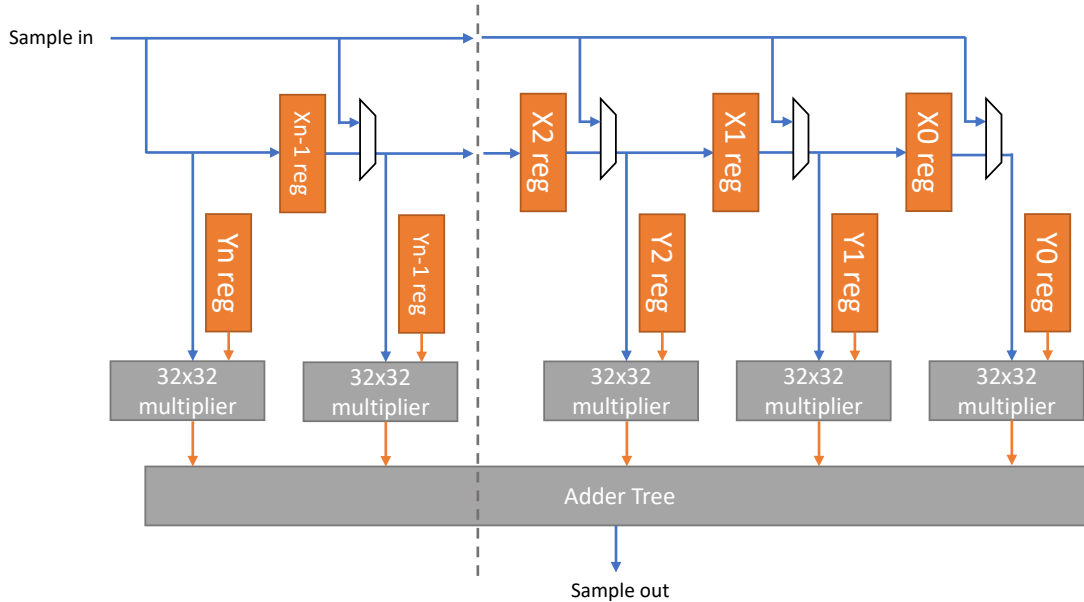 Sample in
Xn-1 reg
X2 reg
X1 reg
X0 reg
Yn reg
Yn-1 reg
Y2 reg
Y1 reg
Y0 reg
32x32
multiplier
32x32
multiplier
32x32
multiplier
32x32
multiplier
32x32
multiplier
Adder Tree
Sample out